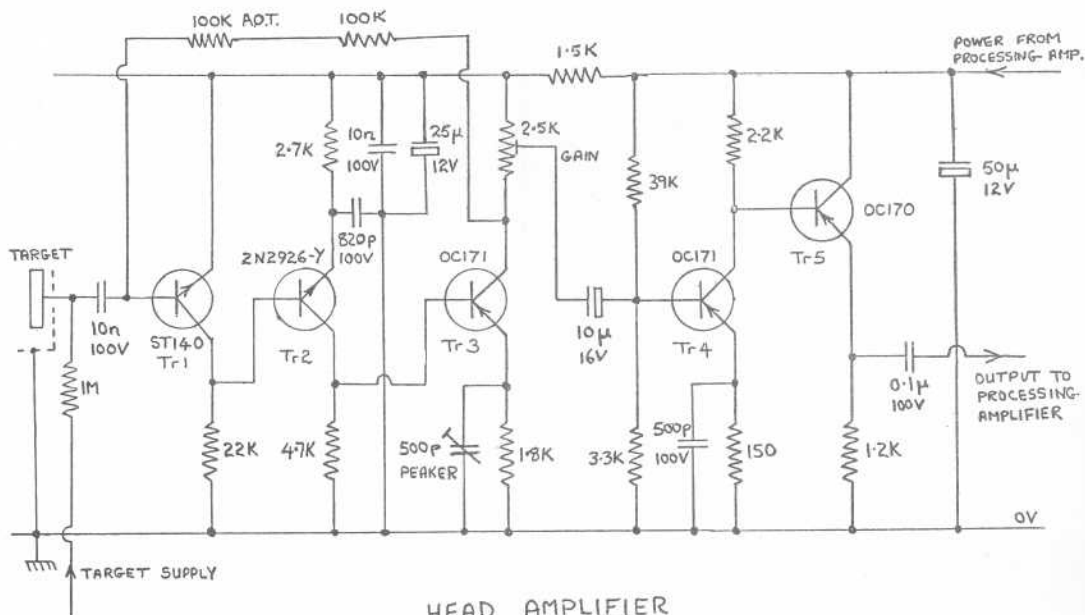 100K A.O.T.
100K
1.5K
POWER FROM
PROCESSING AMP.
2.7K
10n
100V
25μ
12V
2.5K
GAIN
39K
2.2K
50μ
12V
820p
100V
OC170
Tr5
TARGET
2N2926-Y
OC171
OC171
10n
100V
ST140
Tr1
Tr2
Tr3
10μ
16V
Tr4
1M
0.1μ
100V
OUTPUT TO
PROCESSING
AMPLIFIER
22K
4.7K
500p
PEAKER
1.8K
3.3K
500p
100V
150
1.2K
0V
TARGET SUPPLY
HEAD AMPLIFIER